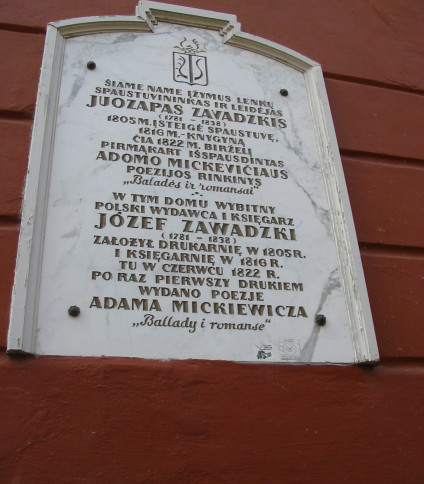 ŠIAME NAME IŽYMUS LENKŲ
SPAUSTUVININKAS IR LEIDĖJAS
JUOZAPAS ZAVADZKIS
(1781 - 1838)
1805 M. ĮSTEIGĖ SPAUSTUVĘ,
1816 M.-KNYGYNĄ
ČIA 1822 M. BIRŽELĮ
PIRMĄKART IŠSPAUSDINTAS
ADOMO MICKEVIČIAUS
POEZIJOS RINKINYS
„Baladės ir romansai"
W TYM DOMU WYBITNY
POLSKI WYDAWCA I KSIĘGARZ
JÓZEF ZAWADZKI
(1781 - 1838)
ZAŁOŻYŁ DRUKARNIĘ W 1805 R.
I KSIĘGARNIĘ W 1816 R.
TU W CZERWCU 1822 R.
PO RAZ PIERWSZY DRUKIEM
WYDANO POEZJE
ADAMA MICKIEWICZA
„Ballady i romanse"